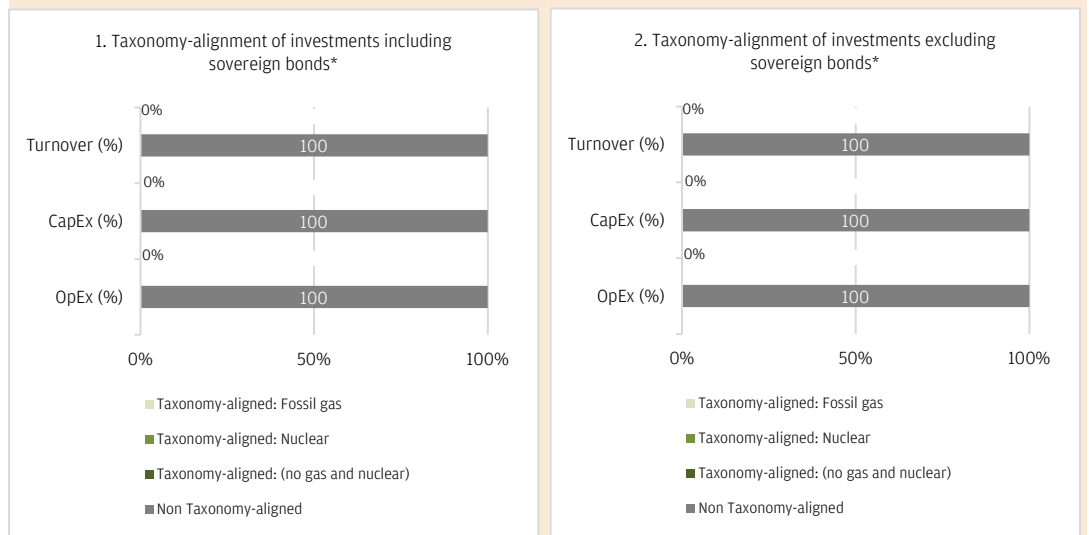 1. Taxonomy-alignment of investments including
sovereign bonds*
0%
Turnover (%)
100
0%
CapEx (%)
100
0%
OpEx (%)
100
0%
50%
100%
Taxonomy-aligned: Fossil gas
Taxonomy-aligned: Nuclear
Taxonomy-aligned: (no gas and nuclear)
Non Taxonomy-aligned
2. Taxonomy-alignment of investments excluding
sovereign bonds*
0%
Turnover (%)
100
0%
CapEx (%)
100
0%
OpEx (%)
100
0%
50%
100%
Taxonomy-aligned: Fossil gas
Taxonomy-aligned: Nuclear
Taxonomy-aligned: (no gas and nuclear)
Non Taxonomy-aligned